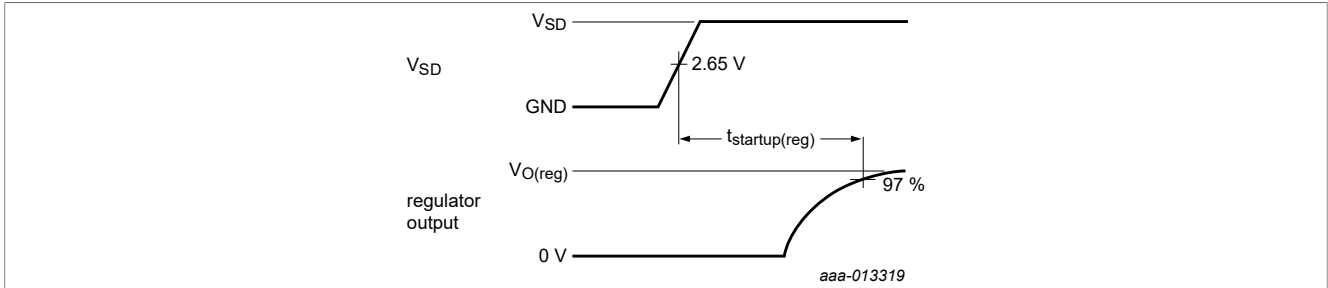 V_SD
V_SD
2.65 V
GND
t_startup(reg)
V_O(reg)
97 %
regulator
output
0 V
aaa-013319